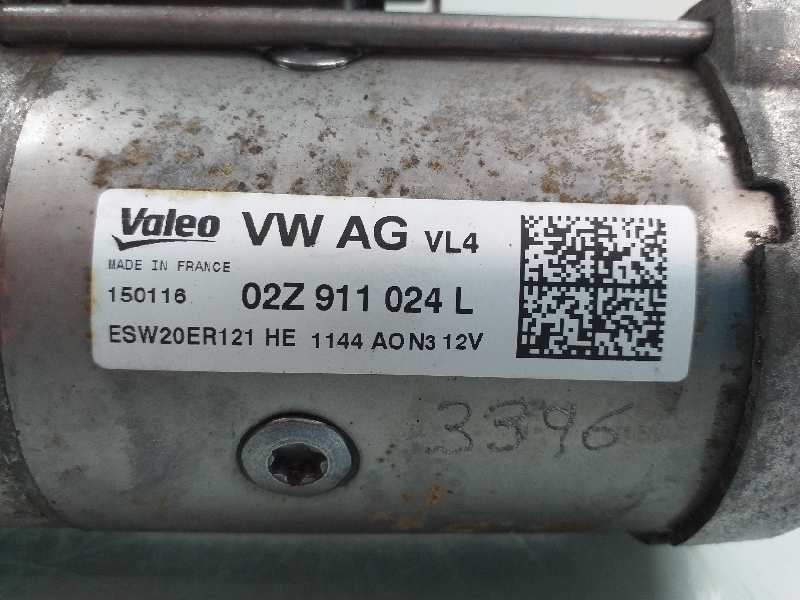 Valeo VW AG VL4
MADE IN FRANCE
150116 02Z 911 024 L
ESW20ER121 HE 1144 AO N3 12V
3396